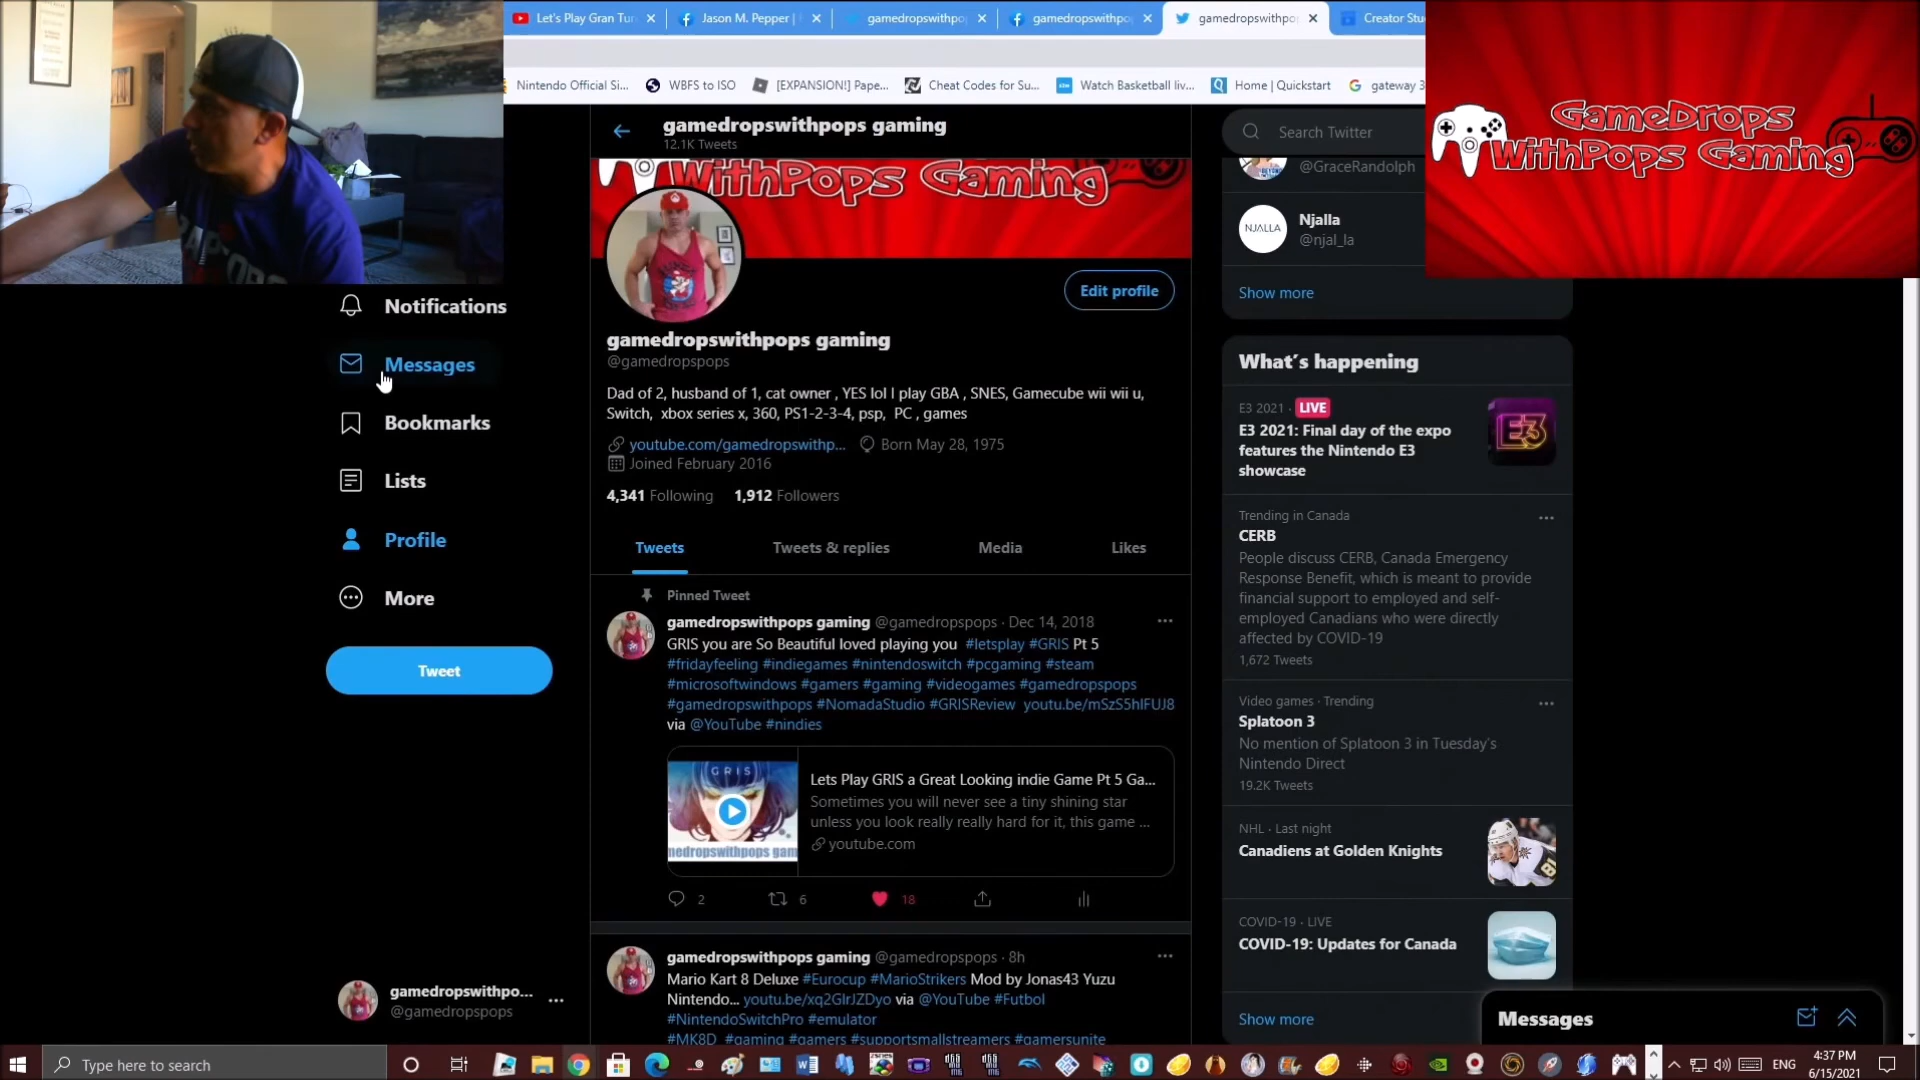 Let's Play Gran Tur
Jason M. Pepper |
gamedropswithpo
gamedropswithpo
gamedropswithpo
Creator Stu
Nintendo Official Si...
WBFS to ISO
[EXPANSION!] Pape...
Cheat Codes for Su...
Watch Basketball liv...
Home | Quickstart
gateway 3
GameDrops
WithPops Gaming
gamedropswithpops gaming
12.1K Tweets
WithPops Gaming
Edit profile
gamedropswithpops gaming
@gamedropspops
Dad of 2, husband of 1, cat owner , YES lol I play GBA , SNES, Gamecube wii wii u,
Switch, xbox series x, 360, PS1-2-3-4, psp, PC , games
youtube.com/gamedropswithp... Born May 28, 1975
Joined February 2016
4,341 Following 1,912 Followers
Tweets
Tweets & replies
Media
Likes
Pinned Tweet
gamedropswithpops gaming @gamedropspops · Dec 14, 2018
GRIS you are So Beautiful loved playing you #letsplay #GRIS Pt 5
#fridayfeeling #indiegames #nintendoswitch #pcgaming #steam
#microsoftwindows #gamers #gaming #videogames #gamedropspops
#gamedropswithpops #NomadaStudio #GRISReview youtu.be/mSzS5hlFUJ8
via @YouTube #nindies
GRIS
medropswithpops gam
Lets Play GRIS a Great Looking indie Game Pt 5 Ga...
Sometimes you will never see a tiny shining star
unless you look really really hard for it, this game ...
youtube.com
2
6
18
gamedropswithpops gaming @gamedropspops · 8h
Mario Kart 8 Deluxe #Eurocup #MarioStrikers Mod by Jonas43 Yuzu
Nintendo... youtu.be/xq2GIrJZDyo via @YouTube #Futbol
#NintendoSwitchPro #emulator
#MK8D #gaming #gamers #supportsmallstreamers #gamersunite
Notifications
Messages
Bookmarks
Lists
Profile
More
Tweet
gamedropswithpo...
@gamedropspops
Search Twitter
@GraceRandolph
NJALLA
Njalla
@njal_la
Show more
What's happening
E3 2021 · LIVE
E3 2021: Final day of the expo
features the Nintendo E3
showcase
E3
Trending in Canada
CERB
People discuss CERB, Canada Emergency
Response Benefit, which is meant to provide
financial support to employed and self-
employed Canadians who were directly
affected by COVID-19
1,672 Tweets
Video games · Trending
Splatoon 3
No mention of Splatoon 3 in Tuesday's
Nintendo Direct
19.2K Tweets
NHL · Last night
Canadiens at Golden Knights
81
COVID-19 · LIVE
COVID-19: Updates for Canada
Show more
Messages
Type here to search
ENG
4:37 PM
6/15/2021